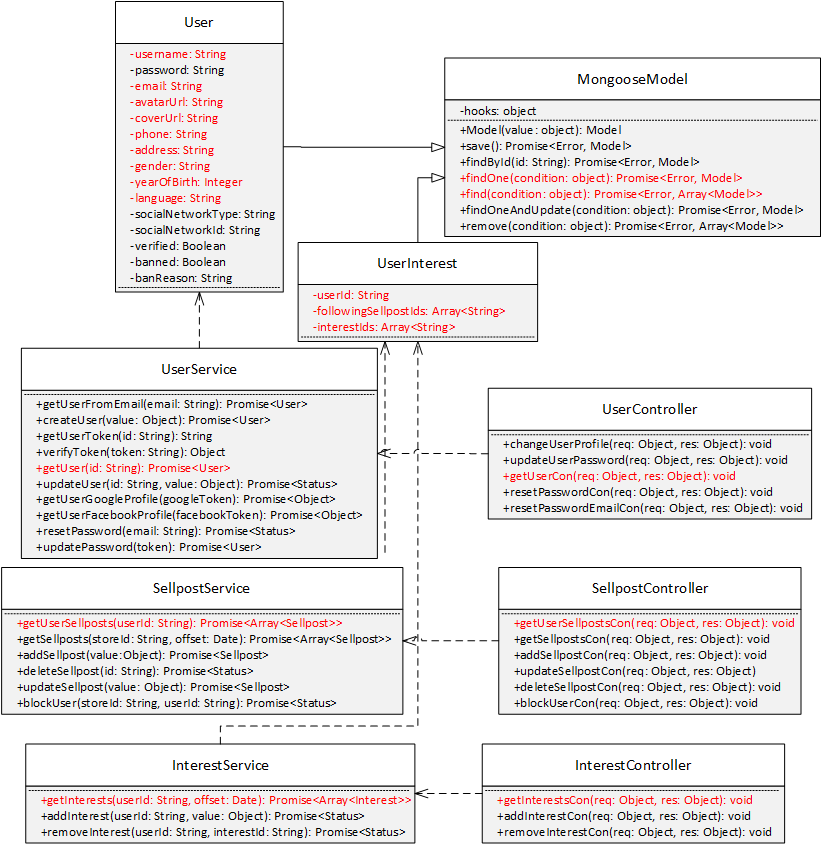 User
-username: String
-password: String
-email: String
-avatarUrl: String
-coverUrl: String
-phone: String
-address: String
-gender: String
-yearOfBirth: Integer
-language: String
-socialNetworkType: String
-socialNetworkId: String
-verified: Boolean
-banned: Boolean
-banReason: String
MongooseModel
-hooks: object
+Model(value: object): Model
+save(): Promise<Error, Model>
+findById(id: String): Promise<Error, Model>
+findOne(condition: object): Promise<Error, Model>
+find(condition: object): Promise<Error, Array<Model>>
+findOneAndUpdate(condition: object): Promise<Error, Model>
+remove(condition: object): Promise<Error, Array<Model>>
UserInterest
-userId: String
-followingSellpostIds: Array<String>
-interestIds: Array<String>
UserService
+getUserFromEmail(email: String): Promise<User>
+createUser(value: Object): Promise<User>
+getUserToken(id: String): String
+verifyToken(token: String): Object
+getUser(id: String): Promise<User>
+updateUser(id: String, value: Object): Promise<Status>
+getUserGoogleProfile(googleToken): Promise<Object>
+getUserFacebookProfile(facebookToken): Promise<Object>
+resetPassword(email: String): Promise<Status>
+updatePassword(token): Promise<User>
UserController
+changeUserProfile(req: Object, res: Object): void
+updateUserPassword(req: Object, res: Object): void
+getUserCon(req: Object, res: Object): void
+resetPasswordCon(req: Object, res: Object): void
+resetPasswordEmailCon(req: Object, res: Object): void
SellpostService
+getUserSellposts(userId: String): Promise<Array<Sellpost>>
+getSellposts(storeId: String, offset: Date): Promise<Array<Sellpost>>
+addSellpost(value:Object): Promise<Sellpost>
+deleteSellpost(id: String): Promise<Status>
+updateSellpost(value: Object): Promise<Sellpost>
+blockUser(storeId: String, userId: String): Promise<Status>
SellpostController
+getUserSellpostsCon(req: Object, res: Object): void
+getSellpostsCon(req: Object, res: Object): void
+addSellpostCon(req: Object, res: Object): void
+updateSellpostCon(req: Object, res: Object)
+deleteSellpostCon(req: Object, res: Object): void
+blockUserCon(req: Object, res: Object): void
InterestService
+getInterests(userId: String, offset: Date): Promise<Array<Interest>>
+addInterest(userId: String, value: Object): Promise<Status>
+removeInterest(userId: String, interestId: String): Promise<Status>
InterestController
+getInterestsCon(req: Object, res: Object): void
+addInterestCon(req: Object, res: Object): void
+removeInterestCon(req: Object, res: Object): void